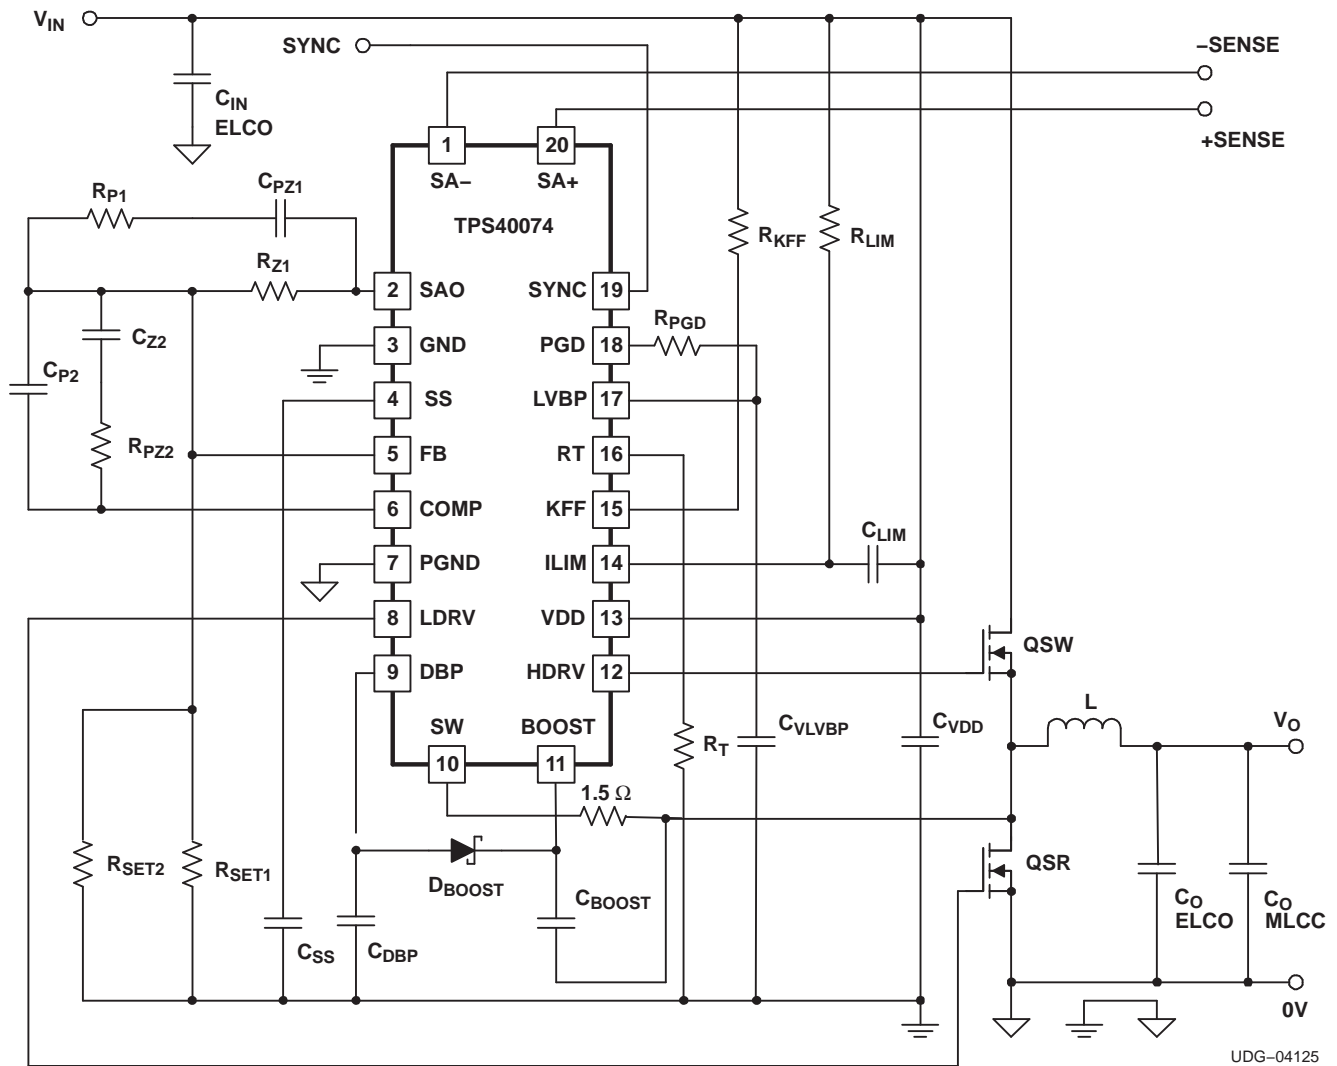 VIN
SYNC
–SENSE
+SENSE
CIN
ELCO
1
20
SA–
SA+
TPS40074
RP1
CPZ1
RZ1
RKFF
RLIM
2 SAO
SYNC 19
CZ2
3 GND
RPGD
PGD 18
CP2
4 SS
LVBP 17
RPZ2
5 FB
RT 16
6 COMP
KFF 15
CLIM
7 PGND
ILIM 14
8 LDRV
VDD 13
QSW
9 DBP
HDRV 12
SW
BOOST
10
11
L
VO
RT
CVLVBP
CVDD
1.5 Ω
RSET2
RSET1
DBOOST
CBOOST
QSR
CO
ELCO
CO
MLCC
CSS
CDBP
0V
UDG–04125